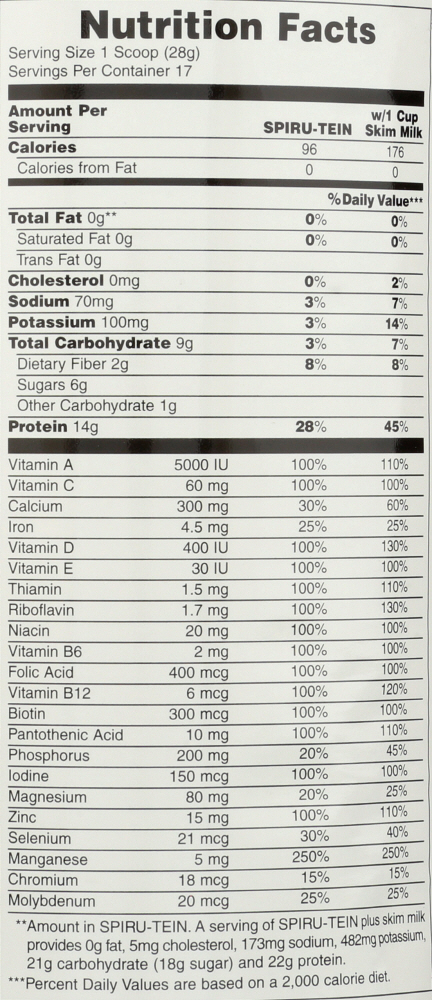 Nutrition Facts
Serving Size 1 Scoop (28g)
Servings Per Container 17
Amount Per Serving SPIRU-TEIN w/1 Cup Skim Milk
Calories 96 176
Calories from Fat 0 0
%Daily Value***
Total Fat 0g** 0% 0%
Saturated Fat 0g 0% 0%
Trans Fat 0g
Cholesterol 0mg 0% 2%
Sodium 70mg 3% 7%
Potassium 100mg 3% 14%
Total Carbohydrate 9g 3% 7%
Dietary Fiber 2g 8% 8%
Sugars 6g
Other Carbohydrate 1g
Protein 14g 28% 45%
Vitamin A 5000 IU 100% 110%
Vitamin C 60 mg 100% 100%
Calcium 300 mg 30% 60%
Iron 4.5 mg 25% 25%
Vitamin D 400 IU 100% 130%
Vitamin E 30 IU 100% 100%
Thiamin 1.5 mg 100% 110%
Riboflavin 1.7 mg 100% 130%
Niacin 20 mg 100% 100%
Vitamin B6 2 mg 100% 100%
Folic Acid 400 mcg 100% 100%
Vitamin B12 6 mcg 100% 120%
Biotin 300 mcg 100% 100%
Pantothenic Acid 10 mg 100% 110%
Phosphorus 200 mg 20% 45%
Iodine 150 mcg 100% 100%
Magnesium 80 mg 20% 25%
Zinc 15 mg 100% 110%
Selenium 21 mcg 30% 40%
Manganese 5 mg 250% 250%
Chromium 18 mcg 15% 15%
Molybdenum 20 mcg 25% 25%
**Amount in SPIRU-TEIN. A serving of SPIRU-TEIN plus skim milk
provides 0g fat, 5mg cholesterol, 173mg sodium, 482mg potassium,
21g carbohydrate (18g sugar) and 22g protein.
***Percent Daily Values are based on a 2,000 calorie diet.